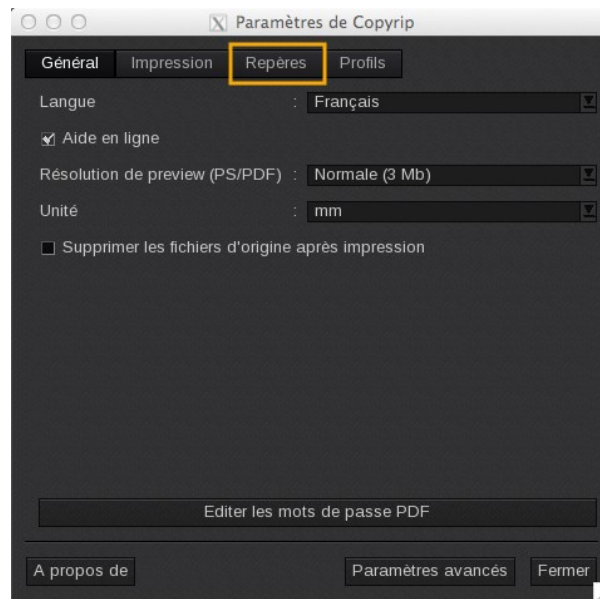 Paramètres de Copyrip
Général Impression Repères Profils
Langue : Français
Aide en ligne
Résolution de preview (PS/PDF) : Normale (3 Mb)
Unité : mm
Supprimer les fichiers d'origine après impression
Editer les mots de passe PDF
A propos de Paramètres avancés Fermer